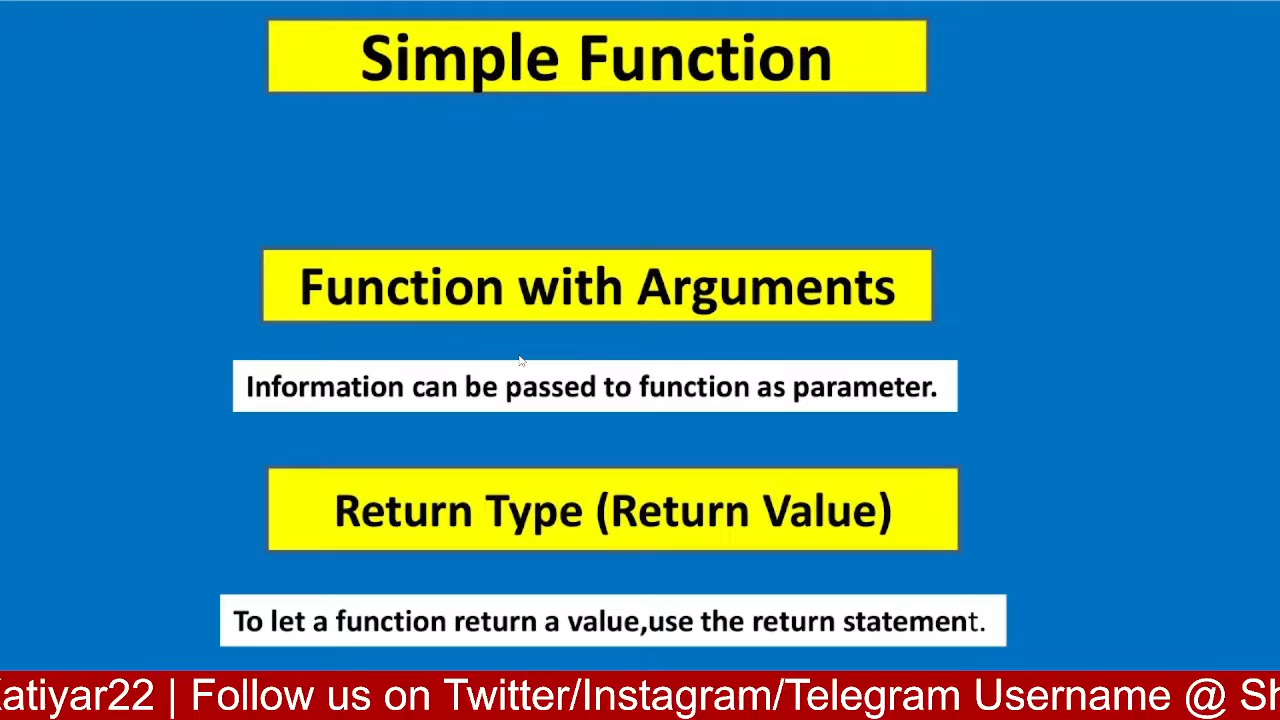 Simple Function
Function with Arguments
Information can be passed to function as parameter.
Return Type (Return Value)
To let a function return a value,use the return statement.
atiyar22 | Follow us on Twitter/Instagram/Telegram Username @ Sh